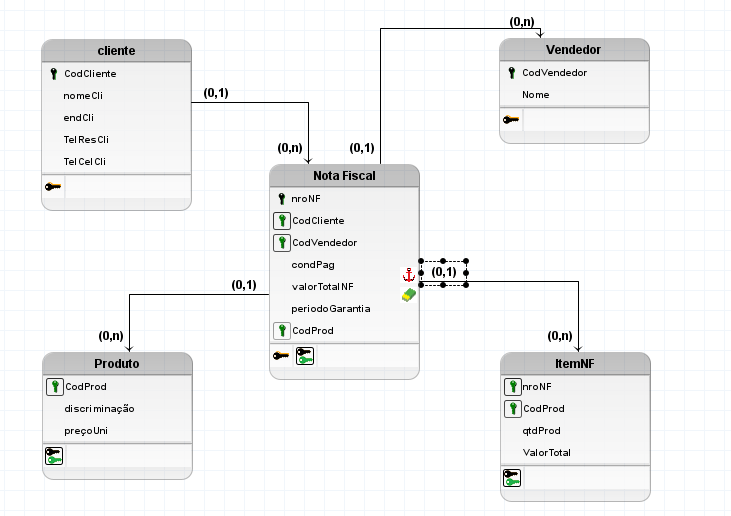 cliente
CodCliente
nomeCli
endCli
TelResCli
TelCelCli
(0,1)
(0,n)
(0,n)
(0,1)
Vendedor
CodVendedor
Nome
Nota Fiscal
nroNF
CodCliente
CodVendedor
condPag
valorTotalNF
periodoGarantia
CodProd
(0,1)
(0,n)
(0,1)
(0,n)
Produto
CodProd
discriminação
preçoUni
ItemNF
nroNF
CodProd
qtdProd
ValorTotal